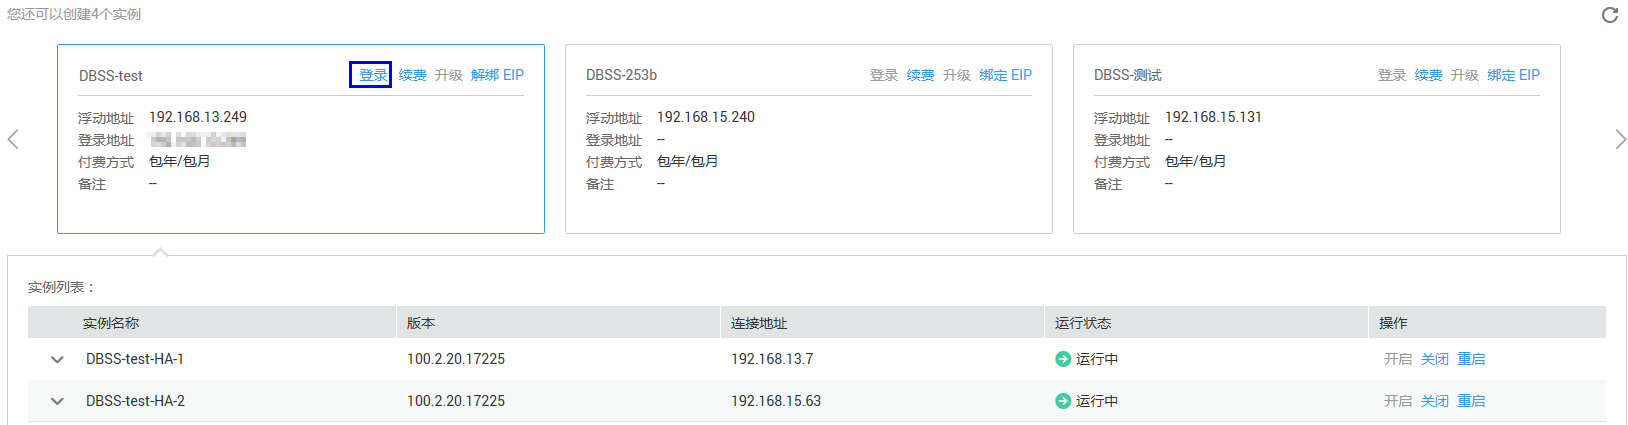 您还可以创建4个实例
DBSS-test 登录 续费 升级 解绑 EIP
浮动地址 192.168.13.249
登录地址
付费方式 包年/包月
备注 --
DBSS-253b 登录 续费 升级 绑定 EIP
浮动地址 192.168.15.240
登录地址 --
付费方式 包年/包月
备注 --
DBSS-测试 登录 续费 升级 绑定 EIP
浮动地址 192.168.15.131
登录地址 --
付费方式 包年/包月
备注 --
实例列表：
实例名称 版本 连接地址 运行状态 操作
DBSS-test-HA-1 100.2.20.17225 192.168.13.7 运行中 开启 关闭 重启
DBSS-test-HA-2 100.2.20.17225 192.168.15.63 运行中 开启 关闭 重启